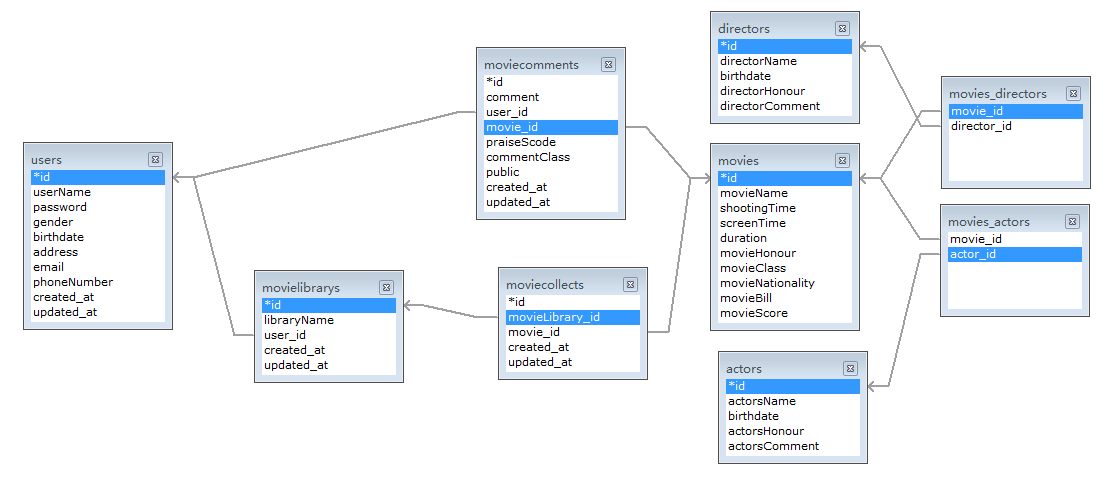 users
*id
userName
password
gender
birthdate
address
email
phoneNumber
created_at
updated_at
moviecomments
*id
comment
user_id
movie_id
praiseScode
commentClass
public
created_at
updated_at
movielibrarys
*id
libraryName
user_id
created_at
updated_at
moviecollects
*id
movieLibrary_id
movie_id
created_at
updated_at
directors
*id
directorName
birthdate
directorHonour
directorComment
movies
*id
movieName
shootingTime
screenTime
duration
movieHonour
movieClass
movieNationality
movieBill
movieScore
actors
*id
actorsName
birthdate
actorsHonour
actorsComment
movies_directors
movie_id
director_id
movies_actors
movie_id
actor_id